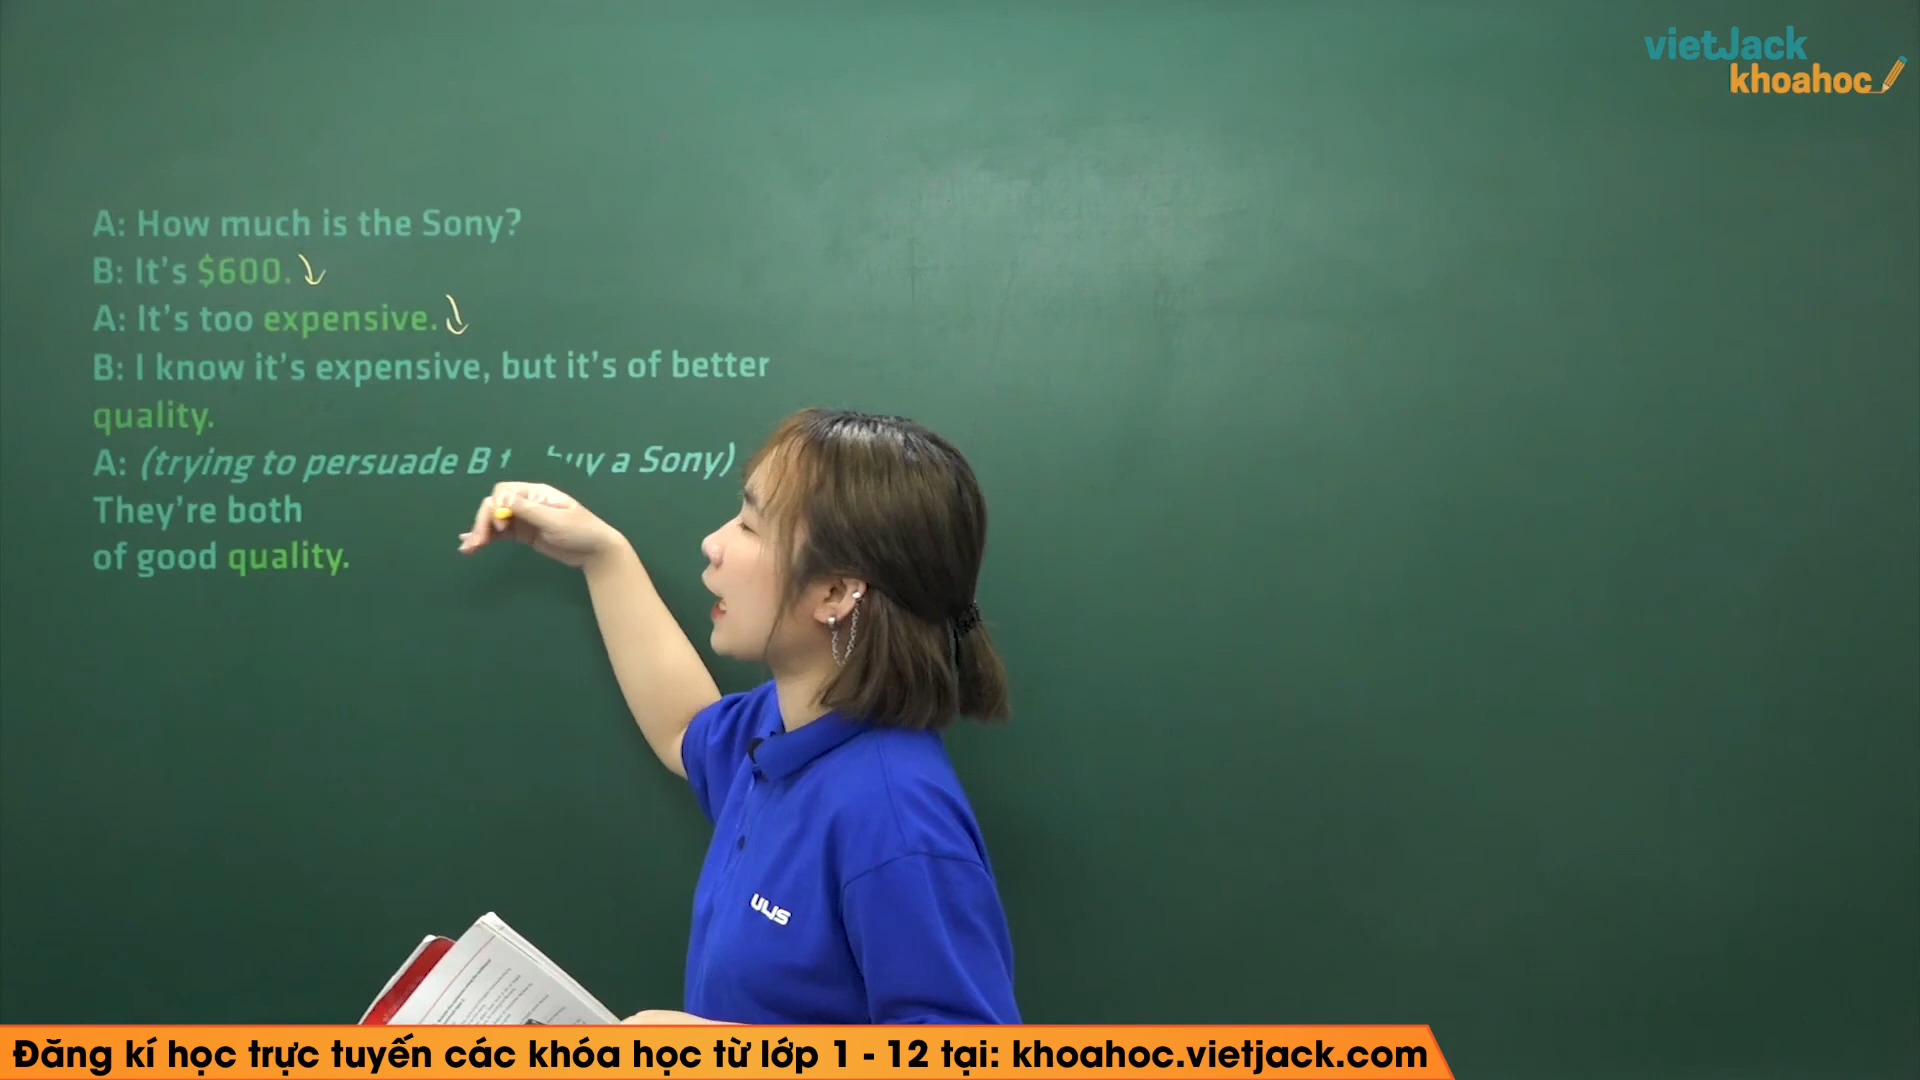 vietJack
khoahoc
A: How much is the Sony?
B: It's $600.
A: It's too expensive.
B: I know it's expensive, but it's of better
quality.
A: (trying to persuade B buy a Sony)
They're both
of good quality.
ULIS
Đăng kí học trực tuyến các khóa học từ lớp 1 - 12 tại: khoahoc.vietjack.com